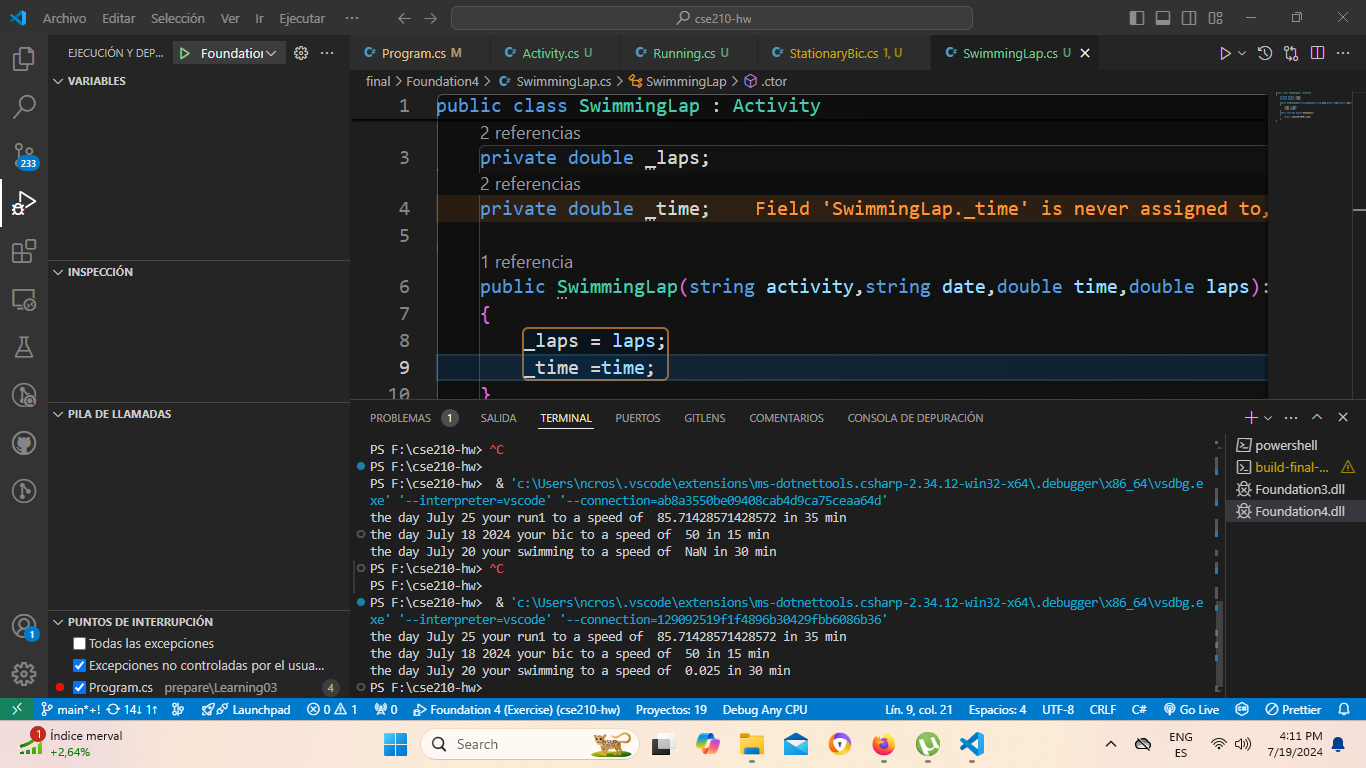 Archivo Editar Selección Ver Ir Ejecutar ··· cse210-hw
EJECUCIÓN Y DEP... Foundation ···
Program.cs M Activity.cs U Running.cs U StationaryBic.cs 1, U SwimmingLap.cs U
final > Foundation4 > SwimmingLap.cs > SwimmingLap > .ctor
VARIABLES
INSPECCIÓN
PILA DE LLAMADAS
PUNTOS DE INTERRUPCIÓN
Todas las excepciones
Excepciones no controladas por el usua...
Program.cs prepare\Learning03 4
233
1
1 public class SwimmingLap : Activity
2 referencias
3 private double _laps;
2 referencias
4 private double _time; Field 'SwimmingLap._time' is never assigned to,
5
1 referencia
6 public SwimmingLap(string activity,string date,double time,double laps):
7 {
8 _laps = laps;
9 _time =time;
10 }
PROBLEMAS 1 SALIDA TERMINAL PUERTOS GITLENS COMENTARIOS CONSOLA DE DEPURACIÓN
PS F:\cse210-hw> ^C
PS F:\cse210-hw>
PS F:\cse210-hw> & 'c:\Users\ncros\.vscode\extensions\ms-dotnettools.csharp-2.34.12-win32-x64\.debugger\x86_64\vsdbg.e
xe' '--interpreter=vscode' '--connection=ab8a3550be09408cab4d9ca75ceaa64d'
the day July 25 your run1 to a speed of  85.71428571428572 in 35 min
the day July 18 2024 your bic to a speed of  50 in 15 min
the day July 20 your swimming to a speed of  NaN in 30 min
PS F:\cse210-hw> ^C
PS F:\cse210-hw>
PS F:\cse210-hw> & 'c:\Users\ncros\.vscode\extensions\ms-dotnettools.csharp-2.34.12-win32-x64\.debugger\x86_64\vsdbg.e
xe' '--interpreter=vscode' '--connection=129092519f1f4896b30429fbb6086b36'
the day July 25 your run1 to a speed of  85.71428571428572 in 35 min
the day July 18 2024 your bic to a speed of  50 in 15 min
the day July 20 your swimming to a speed of  0.025 in 30 min
PS F:\cse210-hw>
powershell
build-final-...
Foundation3.dll
Foundation4.dll
main*+! 14↓ 1↑ Launchpad 0 1 0 Foundation 4 (Exercise) (cse210-hw) Proyectos: 19 Debug Any CPU Lín. 9, col. 21 Espacios: 4 UTF-8 CRLF C# Go Live Prettier
1 Índice merval
+2,64%
Search
ENG
ES
4:11 PM
7/19/2024